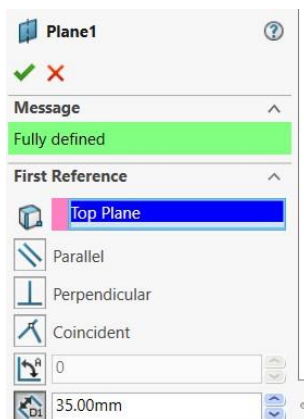 Plane1
Message
Fully defined
First Reference
Top Plane
Parallel
Perpendicular
Coincident
0
35.00mm